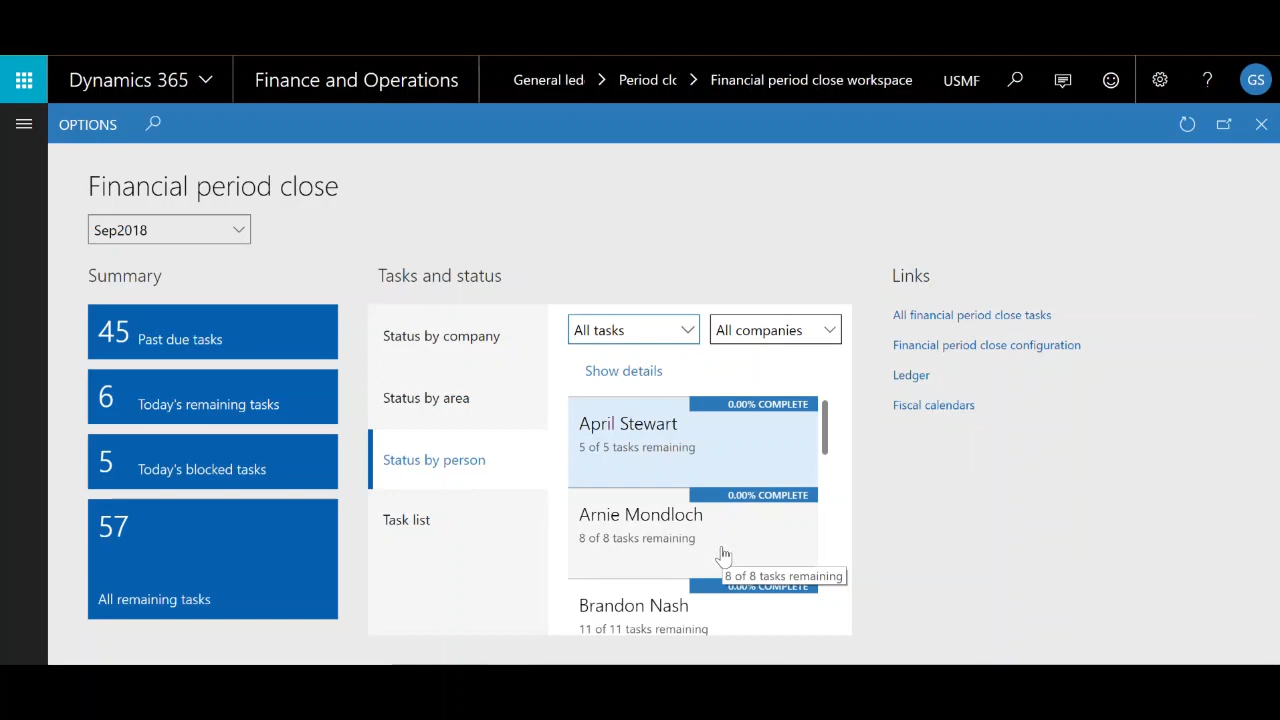 Dynamics 365
Finance and Operations
General led
Period clo
Financial period close workspace
USMF
?
GS
OPTIONS
Financial period close
Sep2018
Summary
45 Past due tasks
6 Today's remaining tasks
5 Today's blocked tasks
57
All remaining tasks
Tasks and status
Status by company
Status by area
Status by person
Task list
All tasks
All companies
Show details
0.00% COMPLETE
April Stewart
5 of 5 tasks remaining
0.00% COMPLETE
Arnie Mondloch
8 of 8 tasks remaining
8 of 8 tasks remaining
0.00% COMPLETE
Brandon Nash
11 of 11 tasks remaining
Links
All financial period close tasks
Financial period close configuration
Ledger
Fiscal calendars